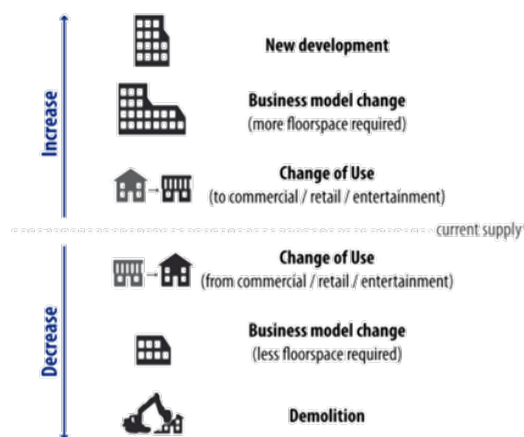 Increase
New development
Business model change
(more floorspace required)
Change of Use
(to commercial / retail / entertainment)
current supply
Decrease
Change of Use
(from commercial / retail / entertainment)
Business model change
(less floorspace required)
Demolition